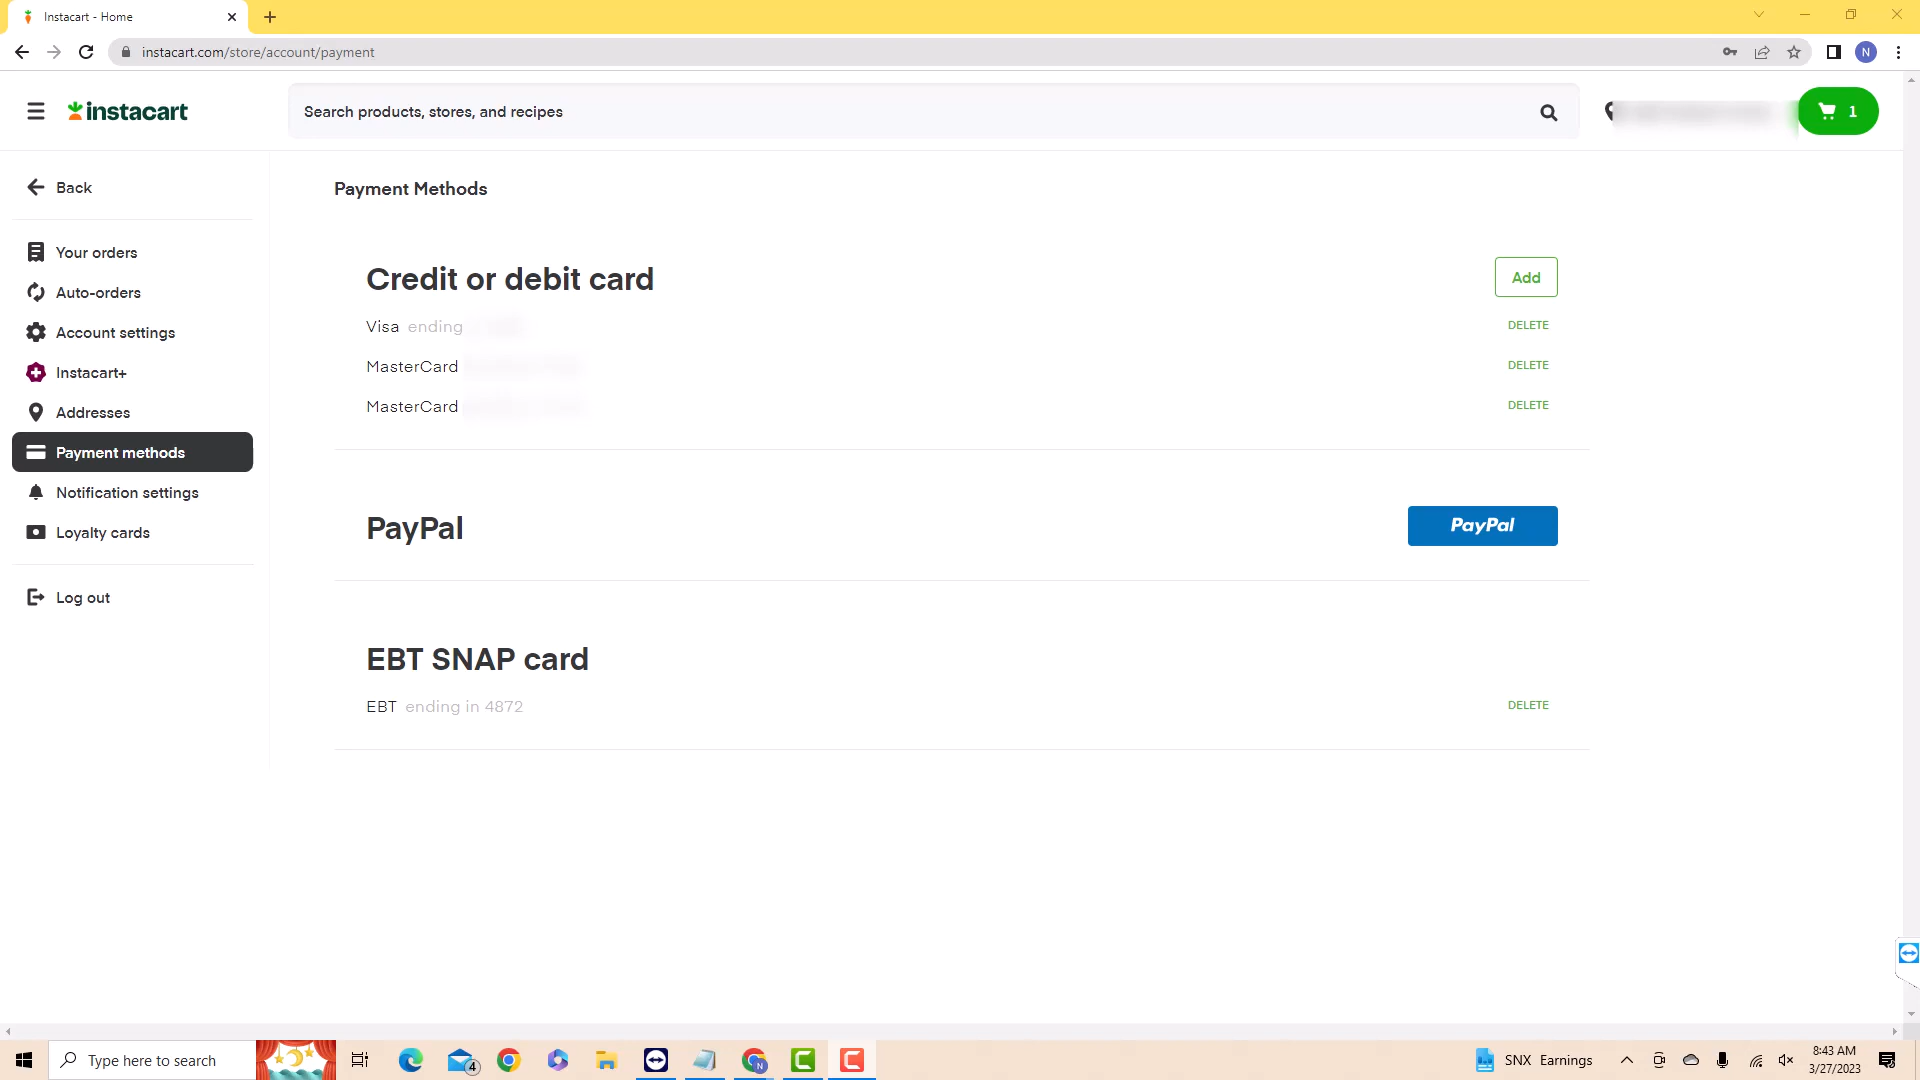 Instacart - Home
instacart.com/store/account/payment
N
instacart
Search products, stores, and recipes
1
Back
Payment Methods
Your orders
Auto-orders
Account settings
Instacart+
Addresses
Payment methods
Notification settings
Loyalty cards
Log out
Credit or debit card
Add
Visa ending
DELETE
MasterCard
DELETE
MasterCard
DELETE
PayPal
PayPal
EBT SNAP card
EBT ending in 4872
DELETE
Type here to search
4
N
SNX Earnings
8:43 AM
3/27/2023